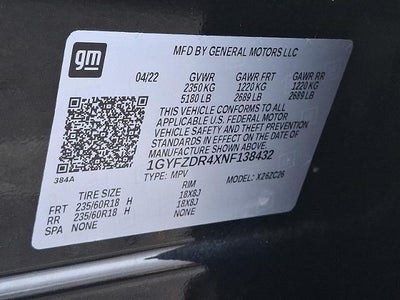 gm
MFD BY GENERAL MOTORS LLC
04/22 GVWR GAWR FRT GAWR RR
2350 KG 1220 KG 1220 KG
5180 LB 2689 LB 2689 LB
THIS VEHICLE CONFORMS TO ALL
APPLICABLE U.S. FEDERAL MOTOR
VEHICLE SAFETY AND THEFT PREVENTION
STANDARDS IN EFFECT ON THE DATE OF
MANUFACTURE SHOWN ABOVE.
1GYFZDR4XNF138432
384A TYPE: MPV MODEL: X26ZC26
TIRE SIZE RIM
FRT 235/60R18 H 18X8J
RR 235/60R18 H 18X8J
SPA NONE NONE